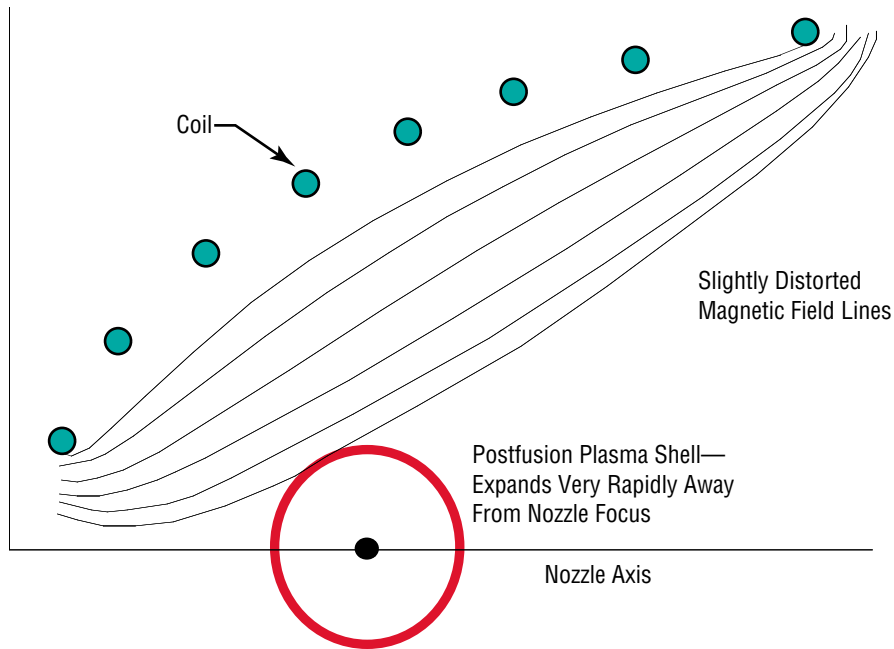 Coil
Slightly Distorted
Magnetic Field Lines
Postfusion Plasma Shell—
Expands Very Rapidly Away
From Nozzle Focus
Nozzle Axis